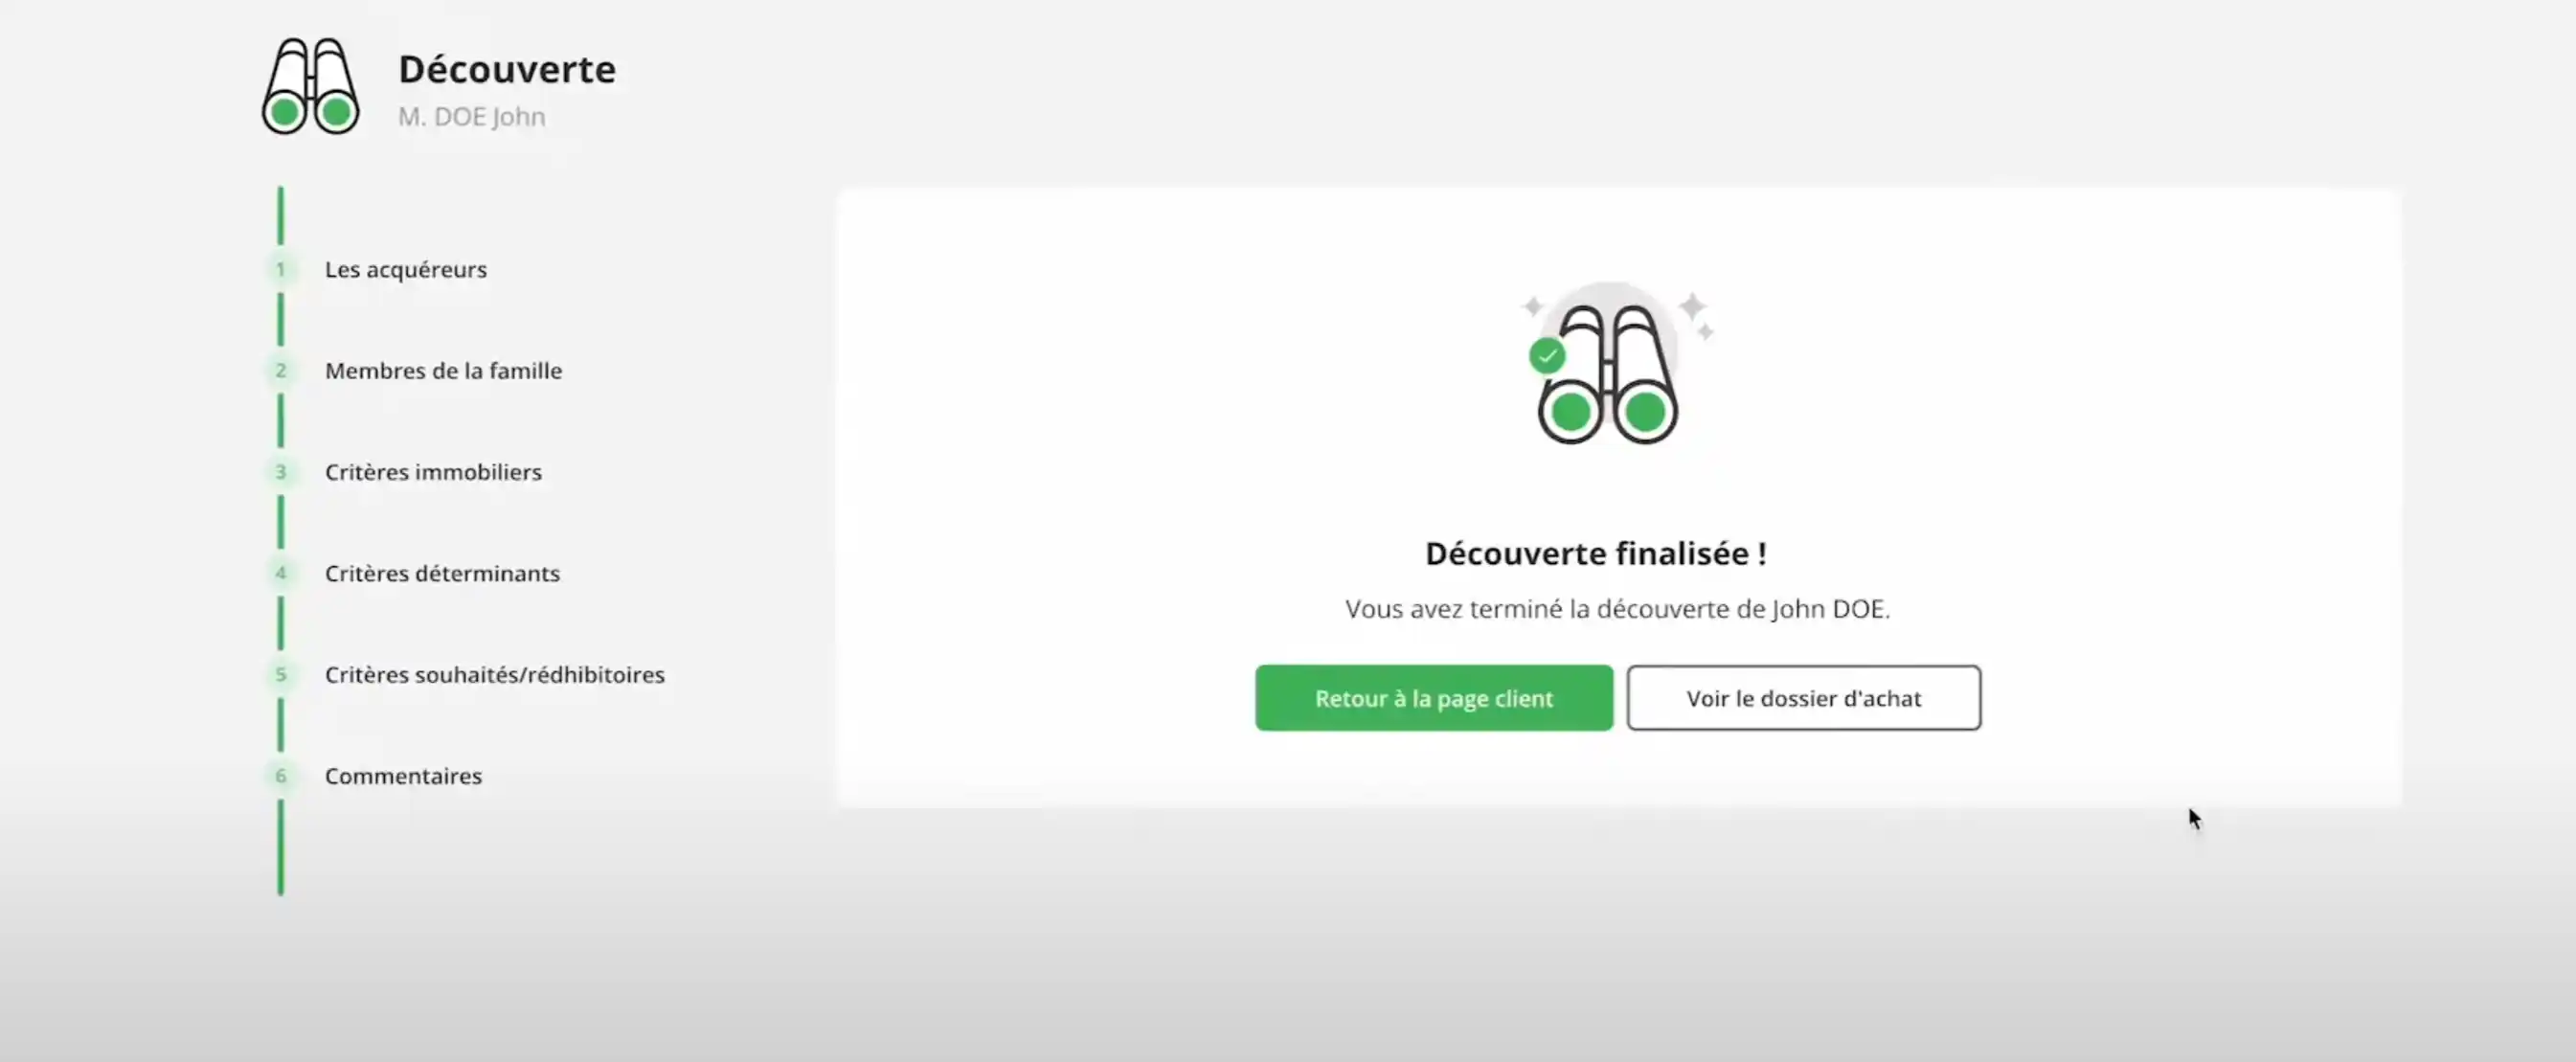 Découverte
M. DOE John
1 Les acquéreurs
2 Membres de la famille
3 Critères immobiliers
4 Critères déterminants
5 Critères souhaités/rédhibitoires
6 Commentaires
Découverte finalisée !
Vous avez terminé la découverte de John DOE.
Retour à la page client
Voir le dossier d'achat